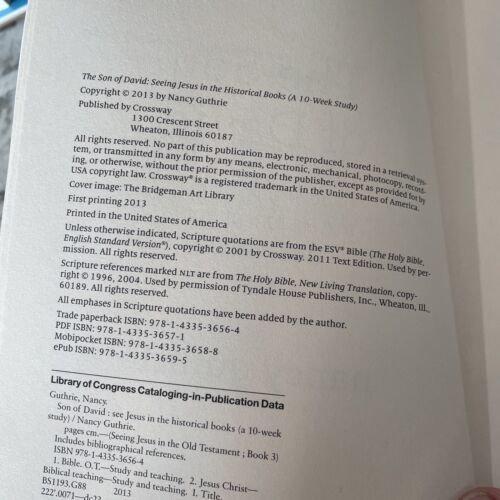 The Son of David: Seeing Jesus in the Historical Books (A 10-Week Study)
Copyright © 2013 by Nancy Guthrie
Published by Crossway
1300 Crescent Street
Wheaton, Illinois 60187
All rights reserved. No part of this publication may be reproduced, stored in a retrieval sys-
tem, or transmitted in any form by any means, electronic, mechanical, photocopy, record-
ing, or otherwise, without the prior permission of the publisher, except as provided for by
USA copyright law. Crossway® is a registered trademark in the United States of America.
Cover image: The Bridgeman Art Library
First printing 2013
Printed in the United States of America
Unless otherwise indicated, Scripture quotations are from the ESV® Bible (The Holy Bible,
English Standard Version®), copyright © 2001 by Crossway. 2011 Text Edition. Used by per-
mission. All rights reserved.
Scripture references marked NLT are from The Holy Bible, New Living Translation, copy-
right © 1996, 2004. Used by permission of Tyndale House Publishers, Inc., Wheaton, Ill.,
60189. All rights reserved.
All emphases in Scripture quotations have been added by the author.
Trade paperback ISBN: 978-1-4335-3656-4
PDF ISBN: 978-1-4335-3657-1
Mobipocket ISBN: 978-1-4335-3658-8
ePub ISBN: 978-1-4335-3659-5
Library of Congress Cataloging-in-Publication Data
Guthrie, Nancy.
Son of David : see Jesus in the historical books (a 10-week
study) / Nancy Guthrie.
pages cm.—(Seeing Jesus in the Old Testament ; Book 3)
Includes bibliographical references.
ISBN 978-1-4335-3656-4
1. Bible. O.T.—Study and teaching. 2. Jesus Christ—
Biblical teaching—Study and teaching. I. Title.
BS1193.G88 2013
222'.0071—dc23